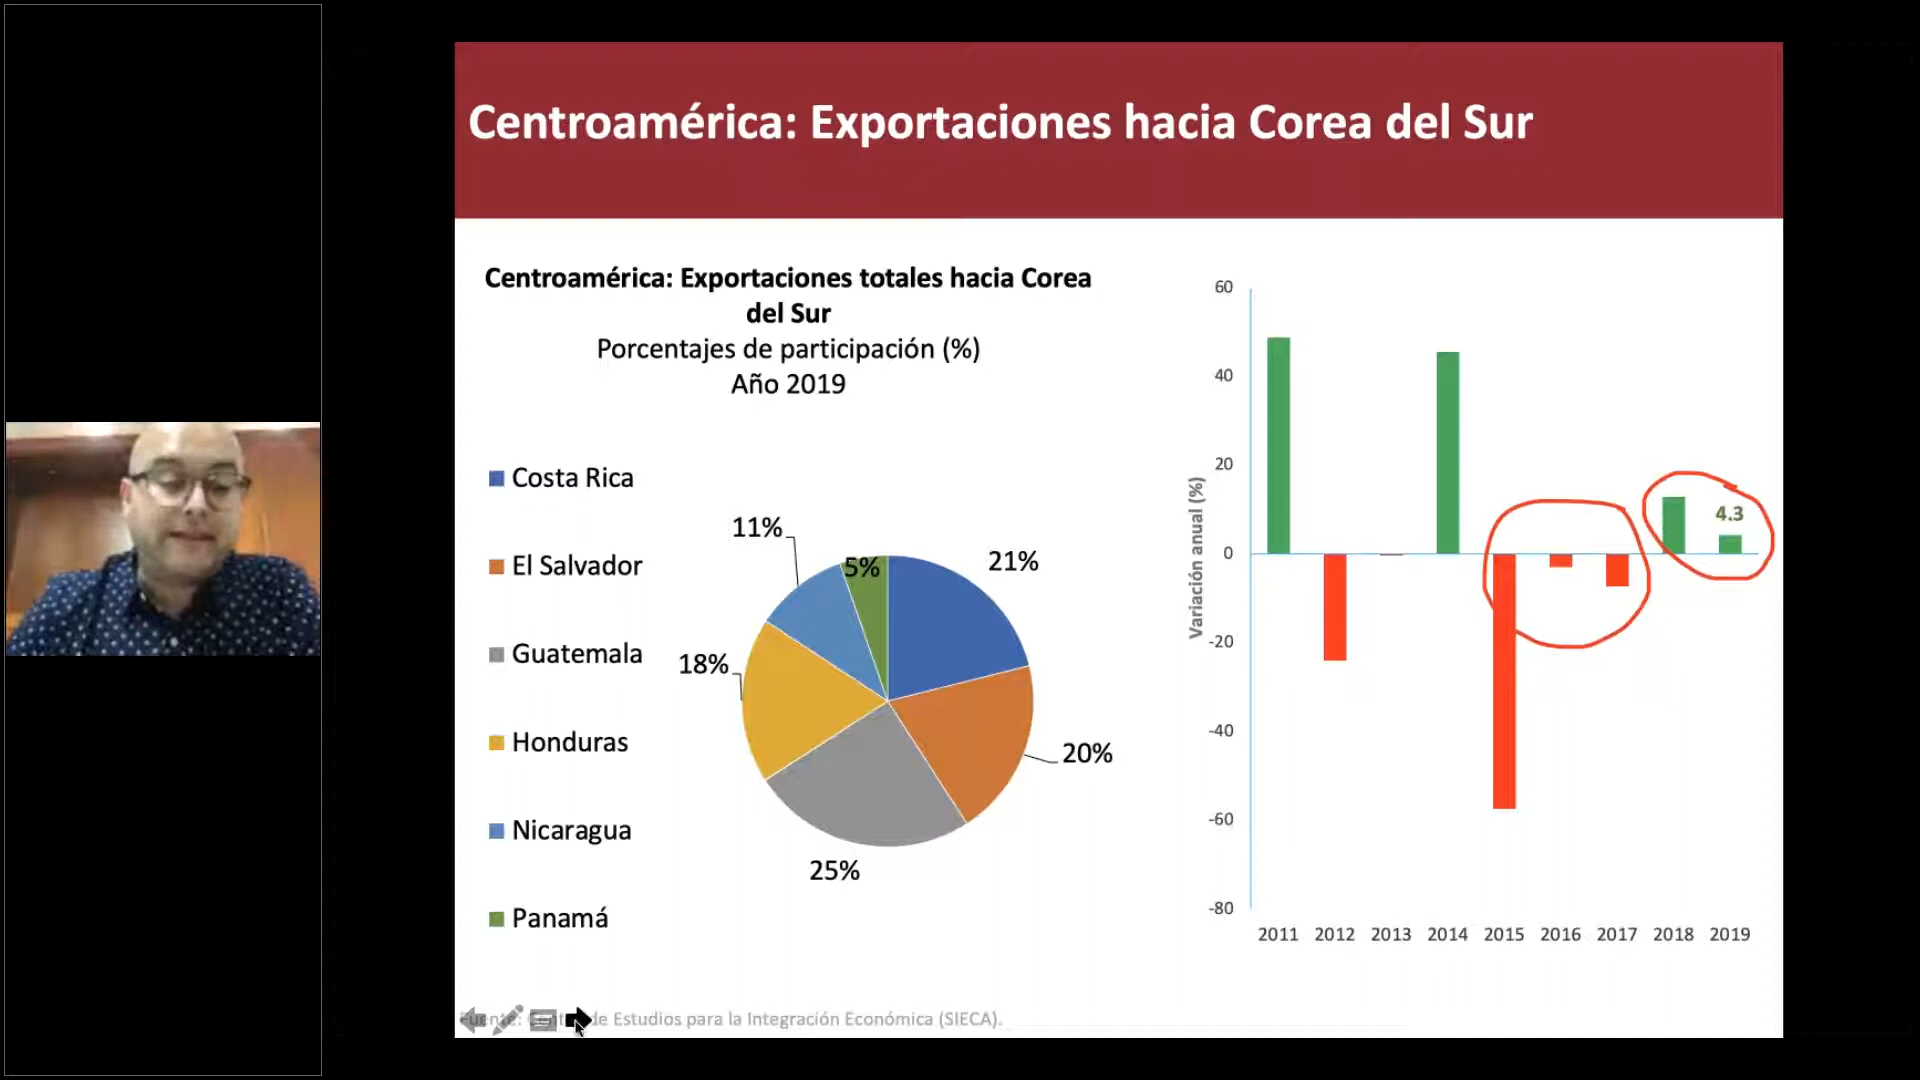 Centroamérica: Exportaciones hacia Corea del Sur
Centroamérica: Exportaciones totales hacia Corea
del Sur
Porcentajes de participación (%)
Año 2019
Costa Rica
El Salvador
Guatemala
Honduras
Nicaragua
Panamá
11%
5%
21%
18%
20%
25%
Variación anual (%)
60
40
20
0
-20
-40
-60
-80
4.3
2011 2012 2013 2014 2015 2016 2017 2018 2019
de Estudios para la Integración Económica (SIECA).